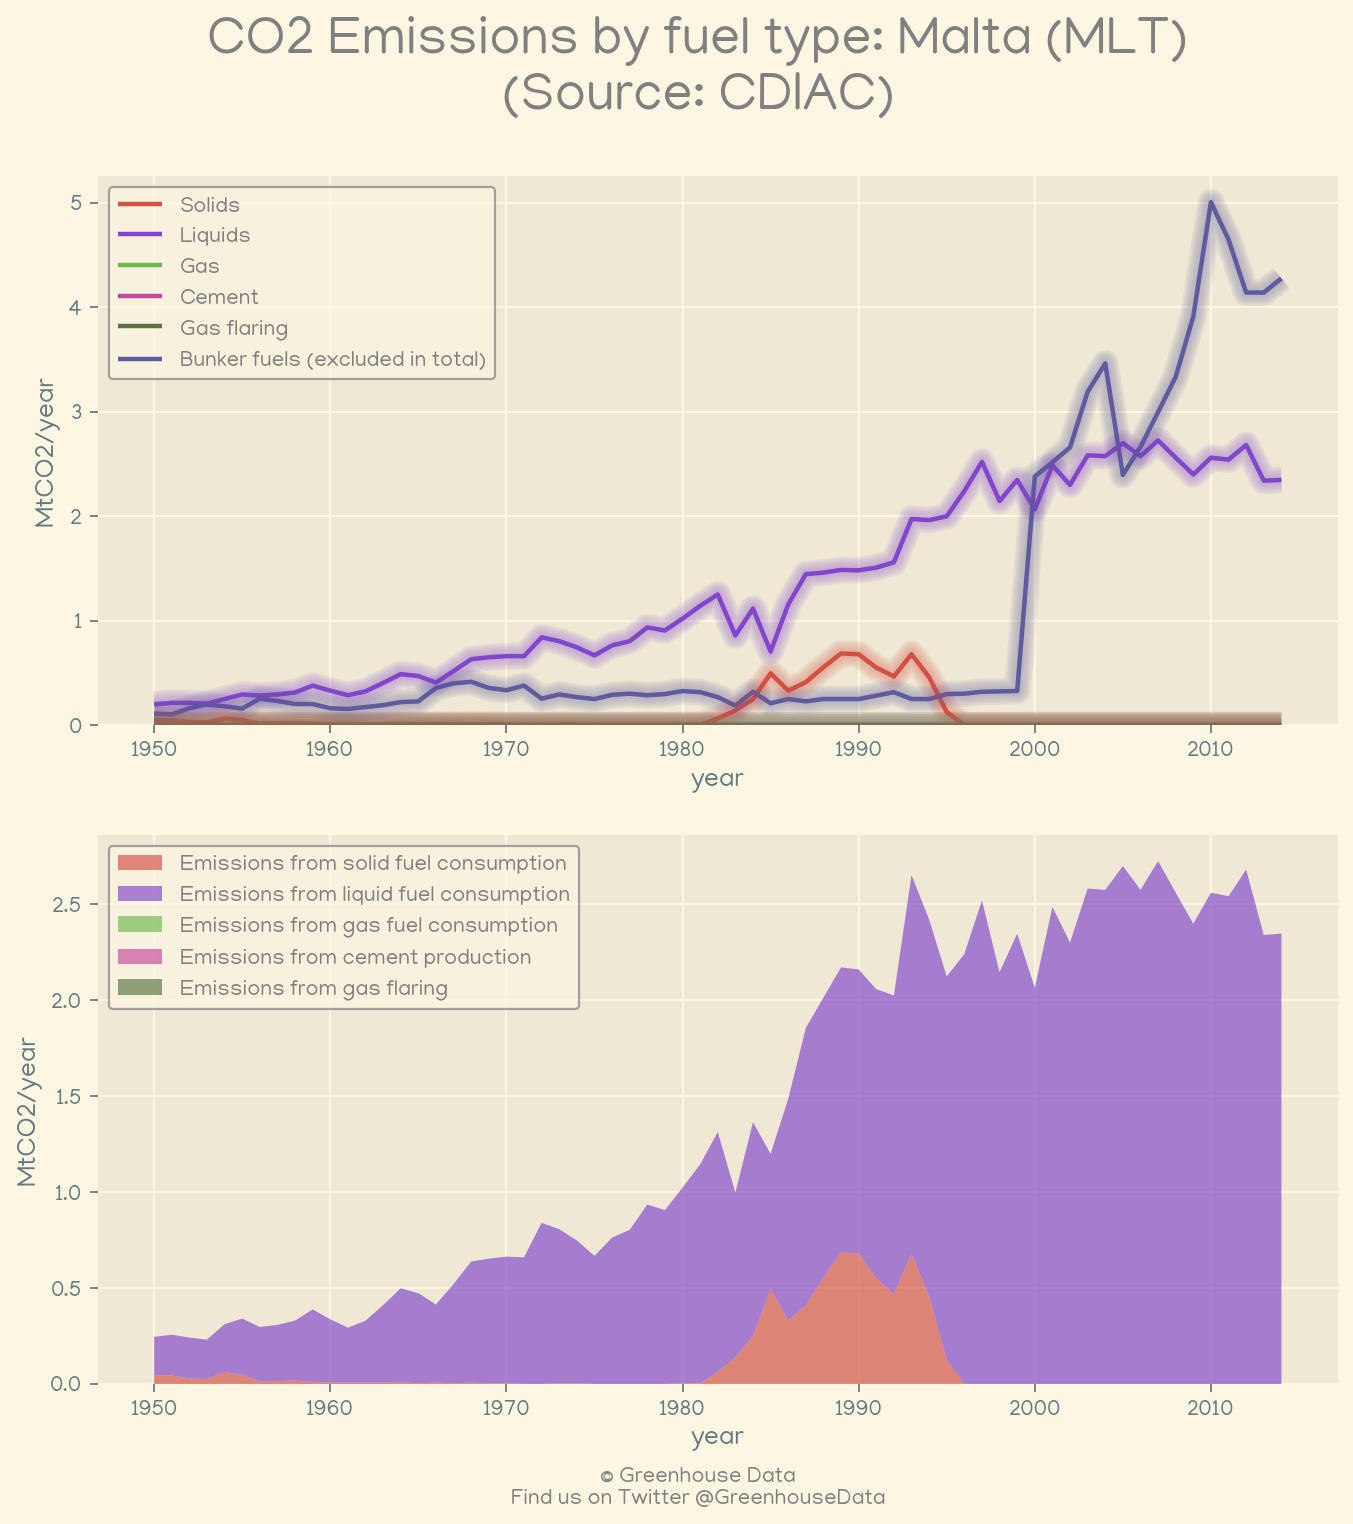 CO2 Emissions by fuel type: Malta (MLT)
(Source: CDIAC)
Solids
Liquids
Gas
Cement
Gas flaring
Bunker fuels (excluded in total)
MtCO2/year
5
4
3
2
1
0
1950 1960 1970 1980 1990 2000 2010
year
Emissions from solid fuel consumption
Emissions from liquid fuel consumption
Emissions from gas fuel consumption
Emissions from cement production
Emissions from gas flaring
MtCO2/year
2.5
2.0
1.5
1.0
0.5
0.0
1950 1960 1970 1980 1990 2000 2010
year
© Greenhouse Data
Find us on Twitter @GreenhouseData